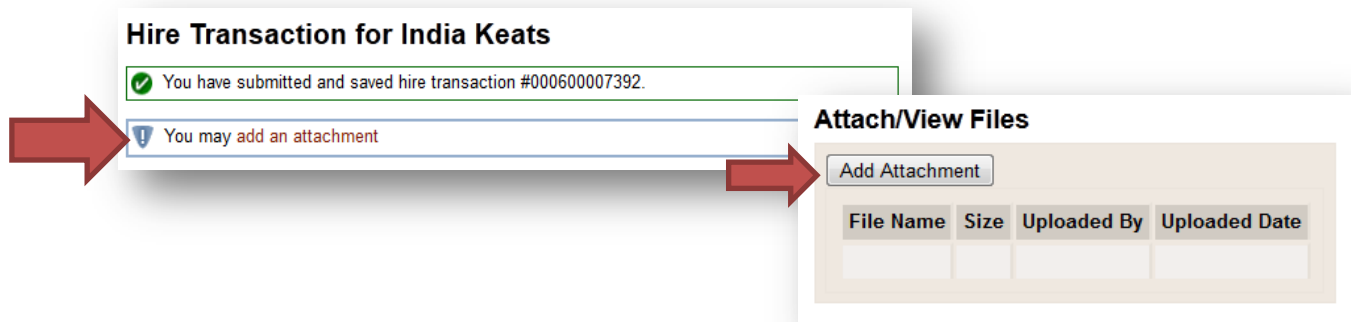 Hire Transaction for India Keats
You have submitted and saved hire transaction #000600007392.
You may add an attachment
Attach/View Files
Add Attachment
File Name Size Uploaded By Uploaded Date